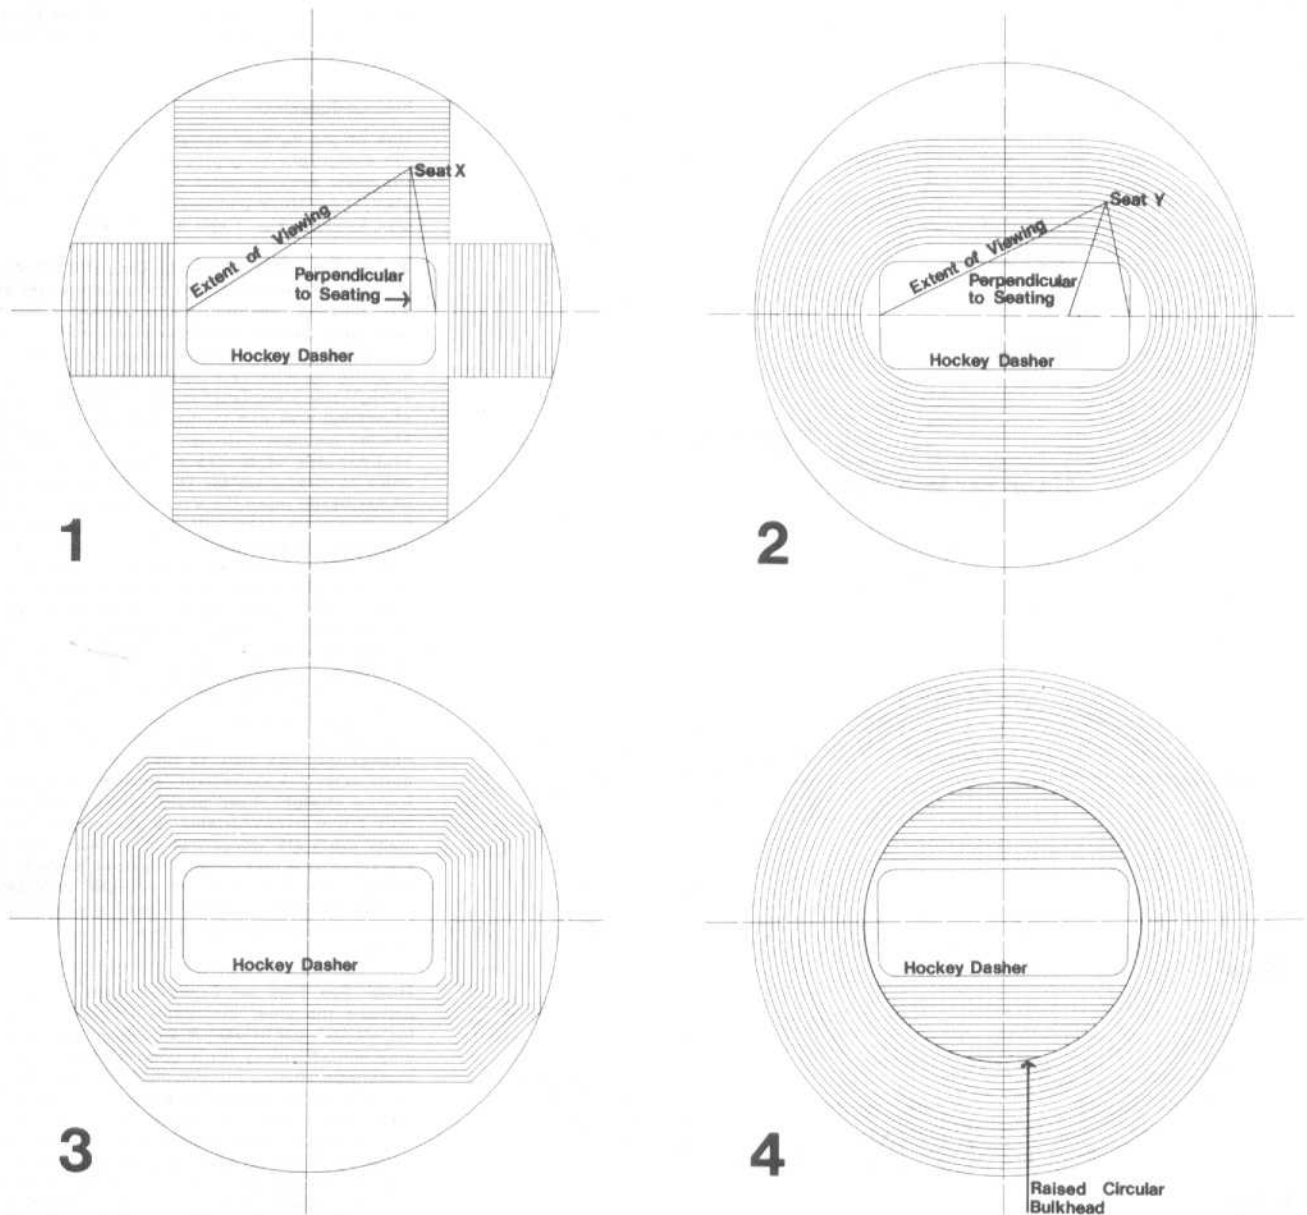 Seat X
Extent of Viewing
Perpendicular
to Seating
Hockey Dasher
1
Seat Y
Extent of Viewing
Perpendicular
to Seating
Hockey Dasher
2
Hockey Dasher
3
Hockey Dasher
4
Raised Circular
Bulkhead